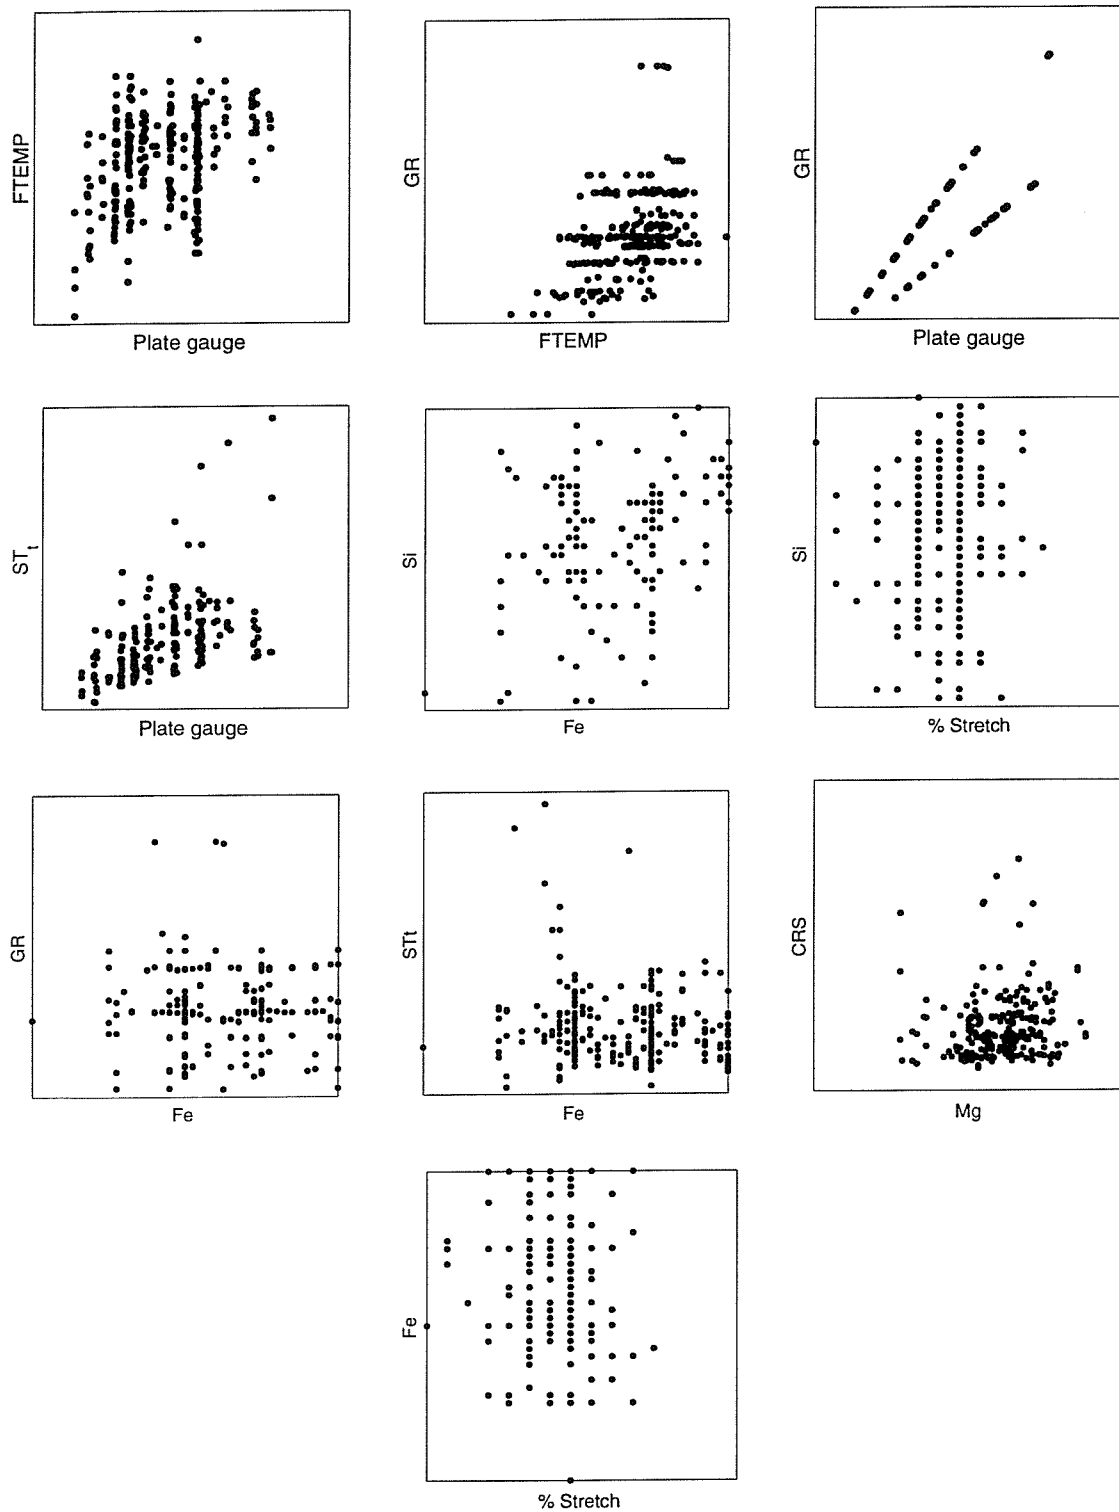 FTEMP
Plate gauge
GR
FTEMP
GR
Plate gauge
ST_t
Plate gauge
Si
Fe
Si
% Stretch
GR
Fe
STt
Fe
CRS
Mg
Fe
% Stretch